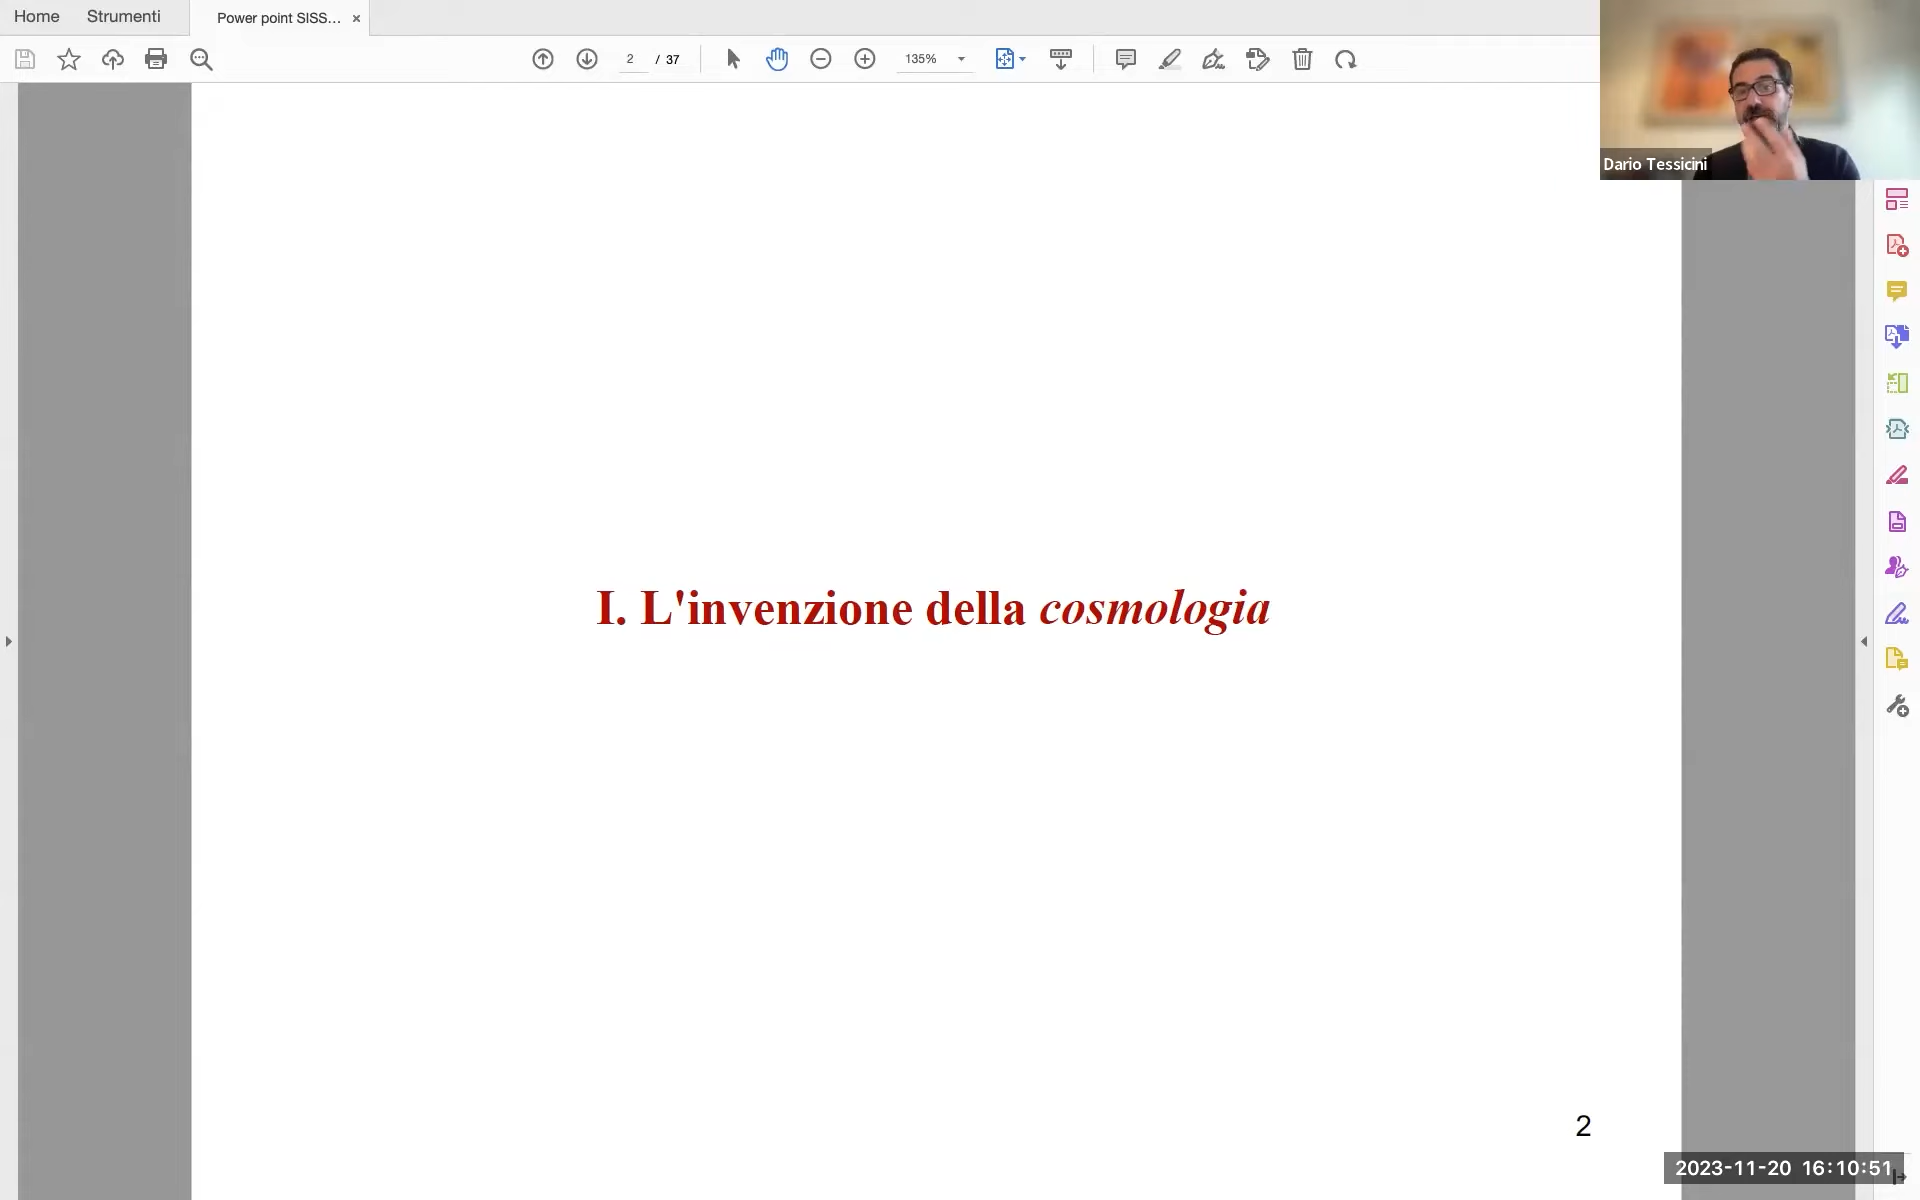 Home Strumenti Power point SISS... ×
2 / 37 135%
Dario Tessicini
I. L'invenzione della cosmologia
2
2023-11-20 16:10:51